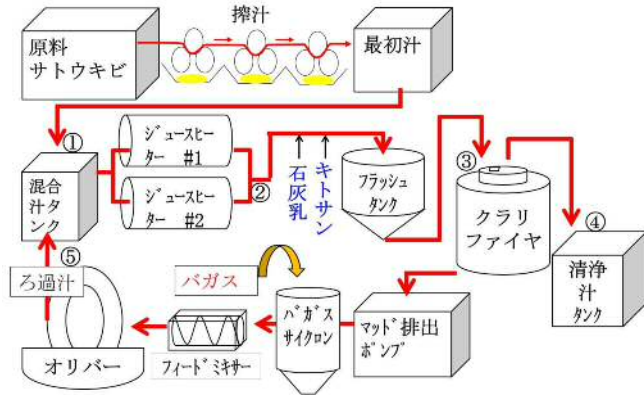 搾汁
原料
サトウキビ
最初汁
①
ジュースヒー
ター #1
混合
汁タ
ンク
ジュースヒー
ター #2
②
石灰乳
キトサン
フラッシュ
タンク
③
クラリ
ファイヤ
④
清浄
汁
タンク
⑤
ろ過汁
バガス
オリバー
フィードミキサー
バガス
サイクロン
マッド排出
ポンプ